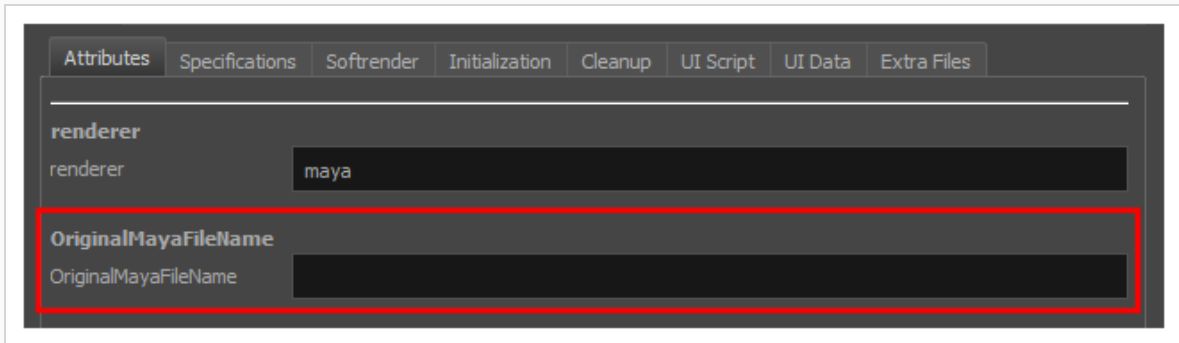 Attributes Specifications Softrender Initialization Cleanup UI Script UI Data Extra Files
renderer
renderer maya
OriginalMayaFileName
OriginalMayaFileName